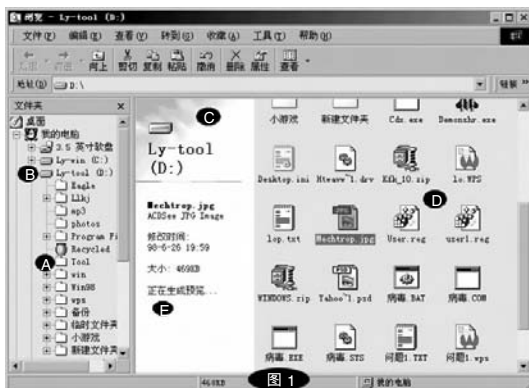 浏览 - Ly-tool (D:)
文件(F) 编辑(E) 查看(V) 转到(G) 收藏(A) 工具(T) 帮助(H)
向上 剪切 复制 粘贴 撤消 删除 属性 查看
地址(D) D:\ 链接 »
文件夹 ×
桌面
我的电脑
3.5 英寸软盘
Ly-win (C:)
B Ly-tool (D:)
Eagle
Llkj
mp3
photos
Program Fi
Recycled
A Tool
win
Win98
wps
备份
临时文件夹
小游戏
新建文件夹
C
Ly-tool
(D:)
Mechtrop.jpg
ACDSee JPG Image
修改时间:
98-6-26 19:59
大小: 469KB
正在生成预览...
E
小游戏 新建文件夹 Cdx.exe Demonshr.exe
Desktop.ini Htwave~1.drv Kfk_10.zip lo.WPS
D
lop.txt Mechtrop.jpg User.reg user1.reg
WINDOWS.zip Tahoo~1.psd 病毒.BAT 病毒.COM
病毒.EXE 病毒.SYS 问题1.TXT 问题1.wps
468KB 图1 我的电脑